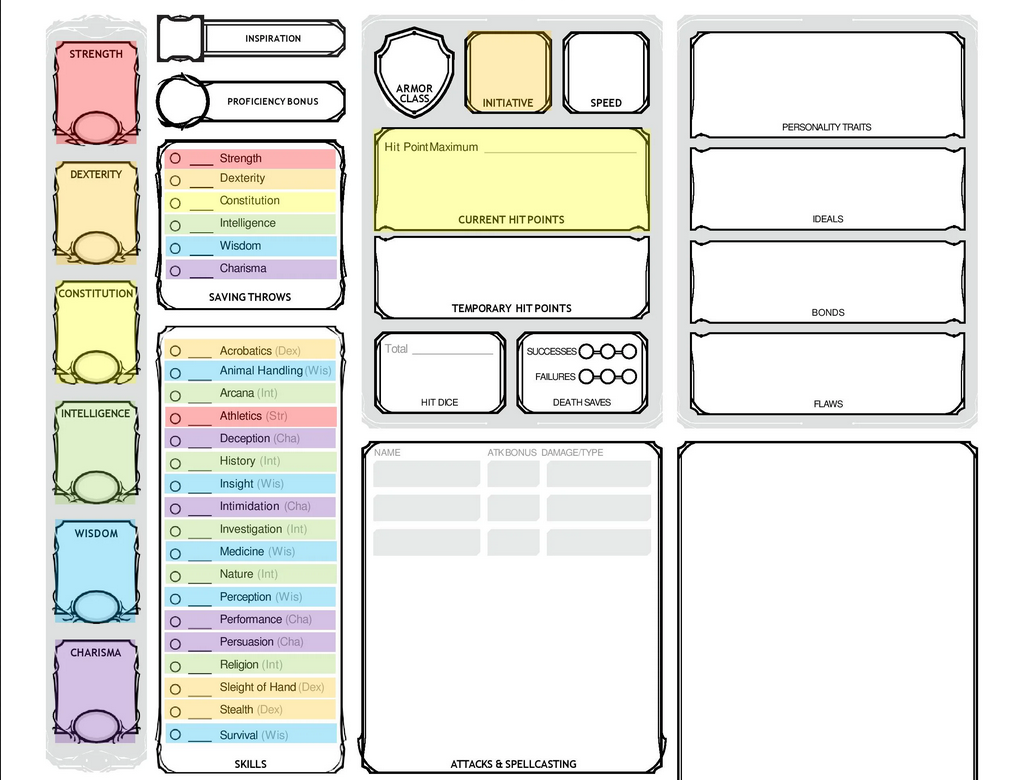 STRENGTH
DEXTERITY
CONSTITUTION
INTELLIGENCE
WISDOM
CHARISMA
INSPIRATION
PROFICIENCY BONUS
Strength
Dexterity
Constitution
Intelligence
Wisdom
Charisma
SAVING THROWS
Acrobatics (Dex)
Animal Handling (Wis)
Arcana (Int)
Athletics (Str)
Deception (Cha)
History (Int)
Insight (Wis)
Intimidation (Cha)
Investigation (Int)
Medicine (Wis)
Nature (Int)
Perception (Wis)
Performance (Cha)
Persuasion (Cha)
Religion (Int)
Sleight of Hand (Dex)
Stealth (Dex)
Survival (Wis)
SKILLS
ARMOR
CLASS
INITIATIVE
SPEED
Hit Point Maximum
CURRENT HIT POINTS
TEMPORARY HIT POINTS
Total
HIT DICE
SUCCESSES
FAILURES
DEATH SAVES
NAME ATK BONUS DAMAGE/TYPE
ATTACKS & SPELLCASTING
PERSONALITY TRAITS
IDEALS
BONDS
FLAWS